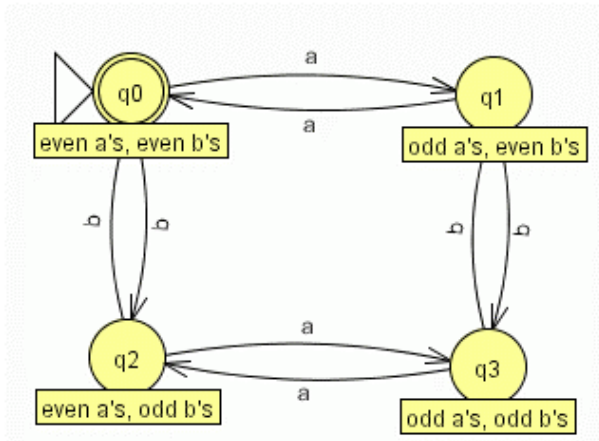 a
q0
q1
a
even a's, even b's
odd a's, even b's
b
b
b
b
a
q2
q3
a
even a's, odd b's
odd a's, odd b's